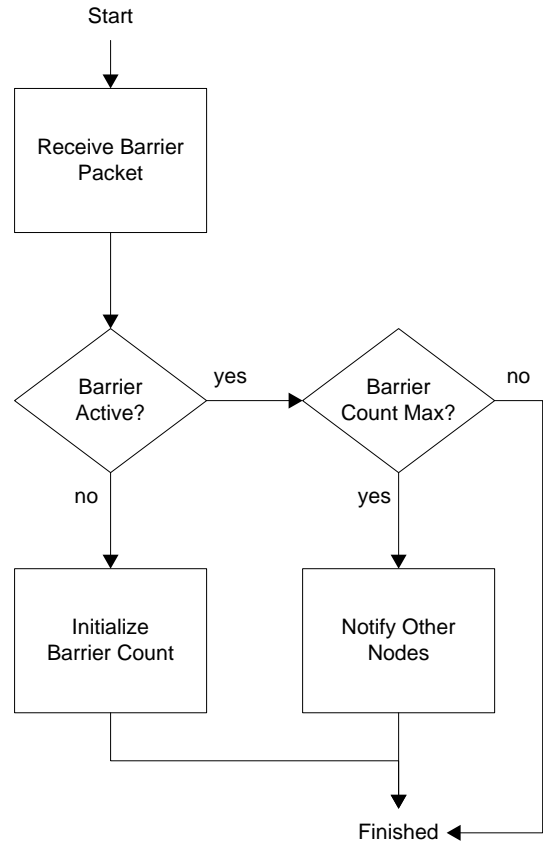 Start
Receive Barrier
Packet
Barrier
Active?
yes
Barrier
Count Max?
no
no
yes
Initialize
Barrier Count
Notify Other
Nodes
Finished